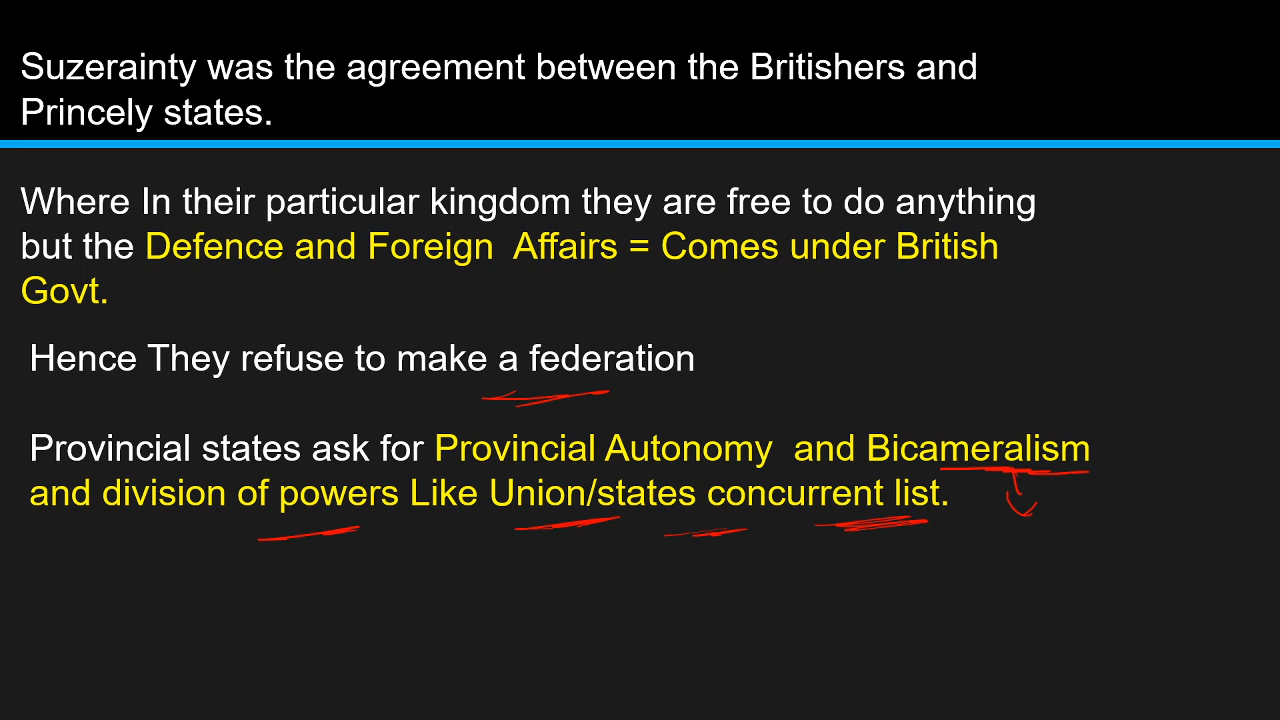 Suzerainty was the agreement between the Britishers and
Princely states.
Where In their particular kingdom they are free to do anything
but the Defence and Foreign Affairs = Comes under British
Govt.
Hence They refuse to make a federation
Provincial states ask for Provincial Autonomy and Bicameralism
and division of powers Like Union/states concurrent list.